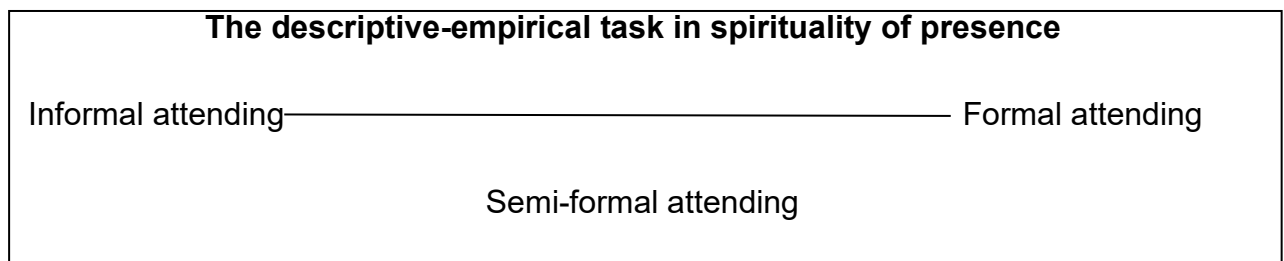 The descriptive-empirical task in spirituality of presence
Informal attending Formal attending
Semi-formal attending